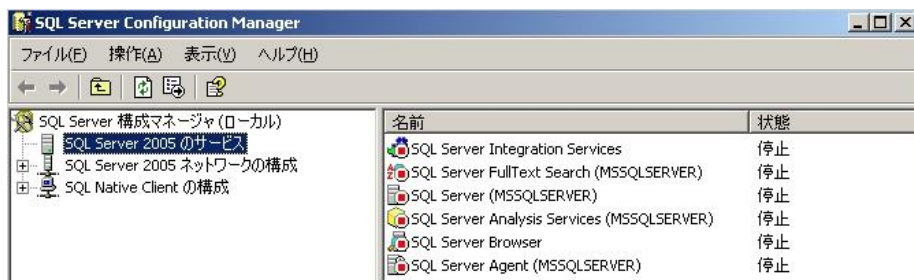 SQL Server Configuration Manager
ファイル(F) 操作(A) 表示(V) ヘルプ(H)
SQL Server 構成マネージャ (ローカル)
SQL Server 2005 のサービス
SQL Server 2005 ネットワークの構成
SQL Native Client の構成
名前 状態
SQL Server Integration Services 停止
SQL Server FullText Search (MSSQLSERVER) 停止
SQL Server (MSSQLSERVER) 停止
SQL Server Analysis Services (MSSQLSERVER) 停止
SQL Server Browser 停止
SQL Server Agent (MSSQLSERVER) 停止